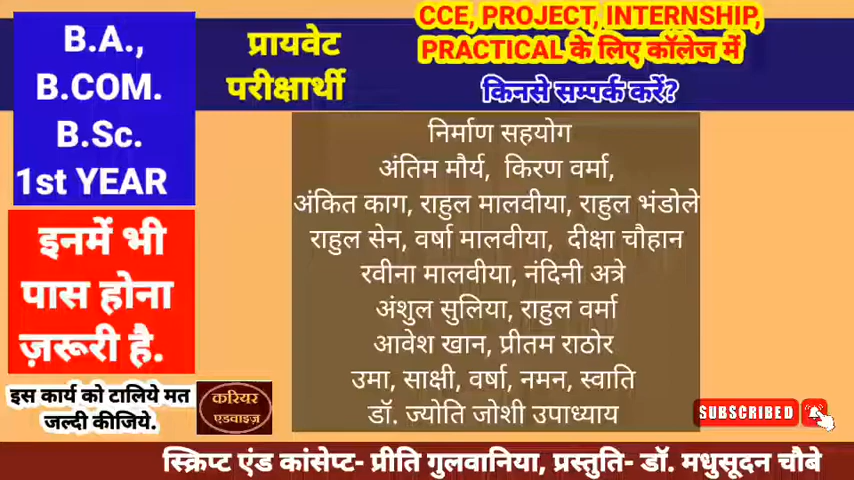 B.A.,
B.COM.
B.Sc.
1st YEAR
प्रायवेट
परीक्षार्थी
CCE, PROJECT, INTERNSHIP,
PRACTICAL के लिए कॉलेज में
किनसे सम्पर्क करें?
इनमें भी
पास होना
ज़रूरी है.
इस कार्य को टालिये मत
जल्दी कीजिये.
करियर
एडवाइज़
निर्माण सहयोग
अंतिम मौर्य, किरण वर्मा,
अंकित काग, राहुल मालवीया, राहुल भंडोले
राहुल सेन, वर्षा मालवीया, दीक्षा चौहान
रवीना मालवीया, नंदिनी अत्रे
अंशुल सुलिया, राहुल वर्मा
आवेश खान, प्रीतम राठोर
उमा, साक्षी, वर्षा, नमन, स्वाति
डॉ. ज्योति जोशी उपाध्याय
SUBSCRIBED
स्क्रिप्ट एंड कांसेप्ट- प्रीति गुलवानिया, प्रस्तुति- डॉ. मधुसूदन चौबे